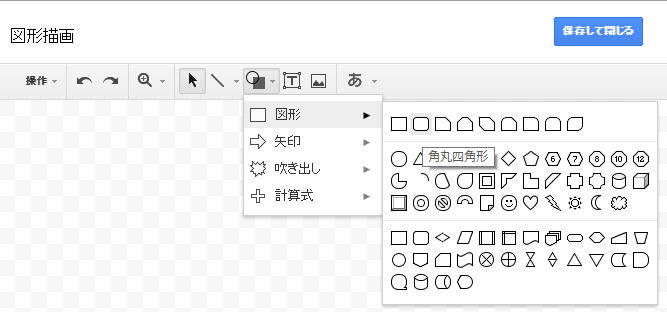 図形描画
保存して閉じる
操作
あ
図形
矢印
吹き出し
計算式
角丸四角形
6 7 8 10 12